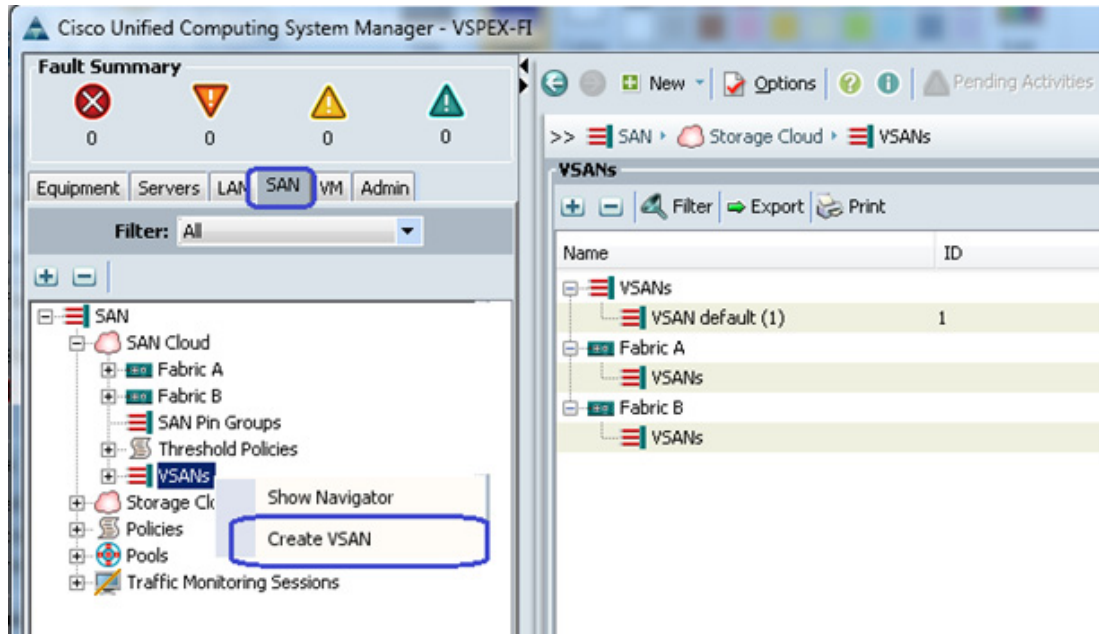 Cisco Unified Computing System Manager - VSPEX-FI
Fault Summary
0 0 0 0
Equipment Servers LAN SAN VM Admin
Filter: All
SAN
SAN Cloud
Fabric A
Fabric B
SAN Pin Groups
Threshold Policies
VSANs
Storage Cl
Policies
Pools
Traffic Monitoring Sessions
Show Navigator
Create VSAN
New Options Pending Activities
>> SAN Storage Cloud VSANs
VSANs
Filter Export Print
Name ID
VSANs
VSAN default (1) 1
Fabric A
VSANs
Fabric B
VSANs